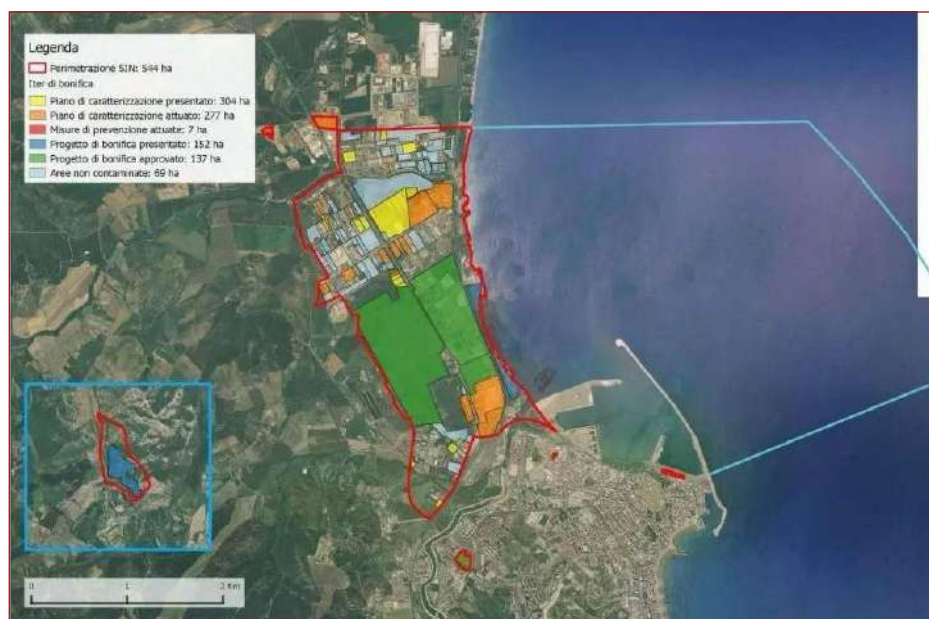 Legenda
Perimetrazione SIN: 544 ha
Iter di bonifica
Piano di caratterizzazione presentato: 304 ha
Piano di caratterizzazione attuato: 277 ha
Misure di prevenzione attuate: 7 ha
Progetto di bonifica presentato: 152 ha
Progetto di bonifica approvato: 137 ha
Aree non contaminate: 69 ha
0 1 2 Km